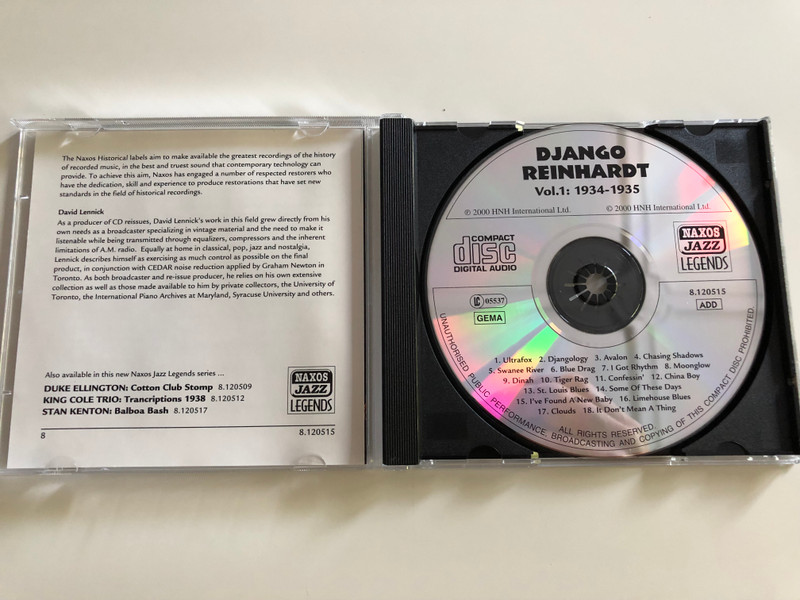 The Naxos Historical labels aim to make available the greatest recordings of the history
of recorded music, in the best and truest sound that contemporary technology can
provide. To achieve this aim, Naxos has engaged a number of respected restorers who
have the dedication, skill and experience to produce restorations that have set new
standards in the field of historical recordings.
David Lennick
As a producer of CD reissues, David Lennick's work in this field grew directly from his
own needs as a broadcaster specializing in vintage material and the need to make it
listenable while being transmitted through equalizers, compressors and the inherent
limitations of A.M. radio. Equally at home in classical, pop, jazz and nostalgia,
Lennick describes himself as exercising as much control as possible on the final
product, in conjunction with CEDAR noise reduction applied by Graham Newton in
Toronto. As both broadcaster and re-issue producer, he relies on his own extensive
collection as well as those made available to him by private collectors, the University of
Toronto, the International Piano Archives at Maryland, Syracuse University and others.
Also available in this new Naxos Jazz Legends series ...
DUKE ELLINGTON: Cotton Club Stomp 8.120509
KING COLE TRIO: Trancriptions 1938 8.120512
STAN KENTON: Balboa Bash 8.120517
NAXOS
JAZZ
LEGENDS
8
8.120515
DJANGO
REINHARDT
Vol.1: 1934-1935
℗ 2000 HNH International Ltd. © 2000 HNH International Ltd.
COMPACT
disc
DIGITAL AUDIO
NAXOS
JAZZ
LEGENDS
LC 05537
GEMA
8.120515
ADD
1. Ultrafox 2. Djangology 3. Avalon 4. Chasing Shadows
5. Swanee River 6. Blue Drag 7. I Got Rhythm 8. Moonglow
9. Dinah 10. Tiger Rag 11. Confessin' 12. China Boy
13. St. Louis Blues 14. Some Of These Days
15. I've Found A New Baby 16. Limehouse Blues
17. Clouds 18. It Don't Mean A Thing
ALL RIGHTS RESERVED.
UNAUTHORISED PUBLIC PERFORMANCE, BROADCASTING AND COPYING OF THIS COMPACT DISC PROHIBITED.